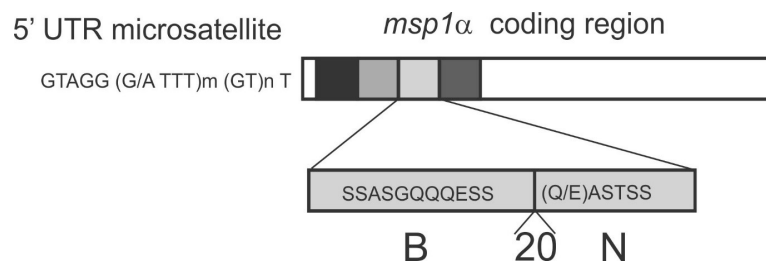 5' UTR microsatellite
msp1α coding region
GTAGG (G/A TTT)m (GT)n T
SSASGQQQESS
(Q/E)ASTSS
B
20
N